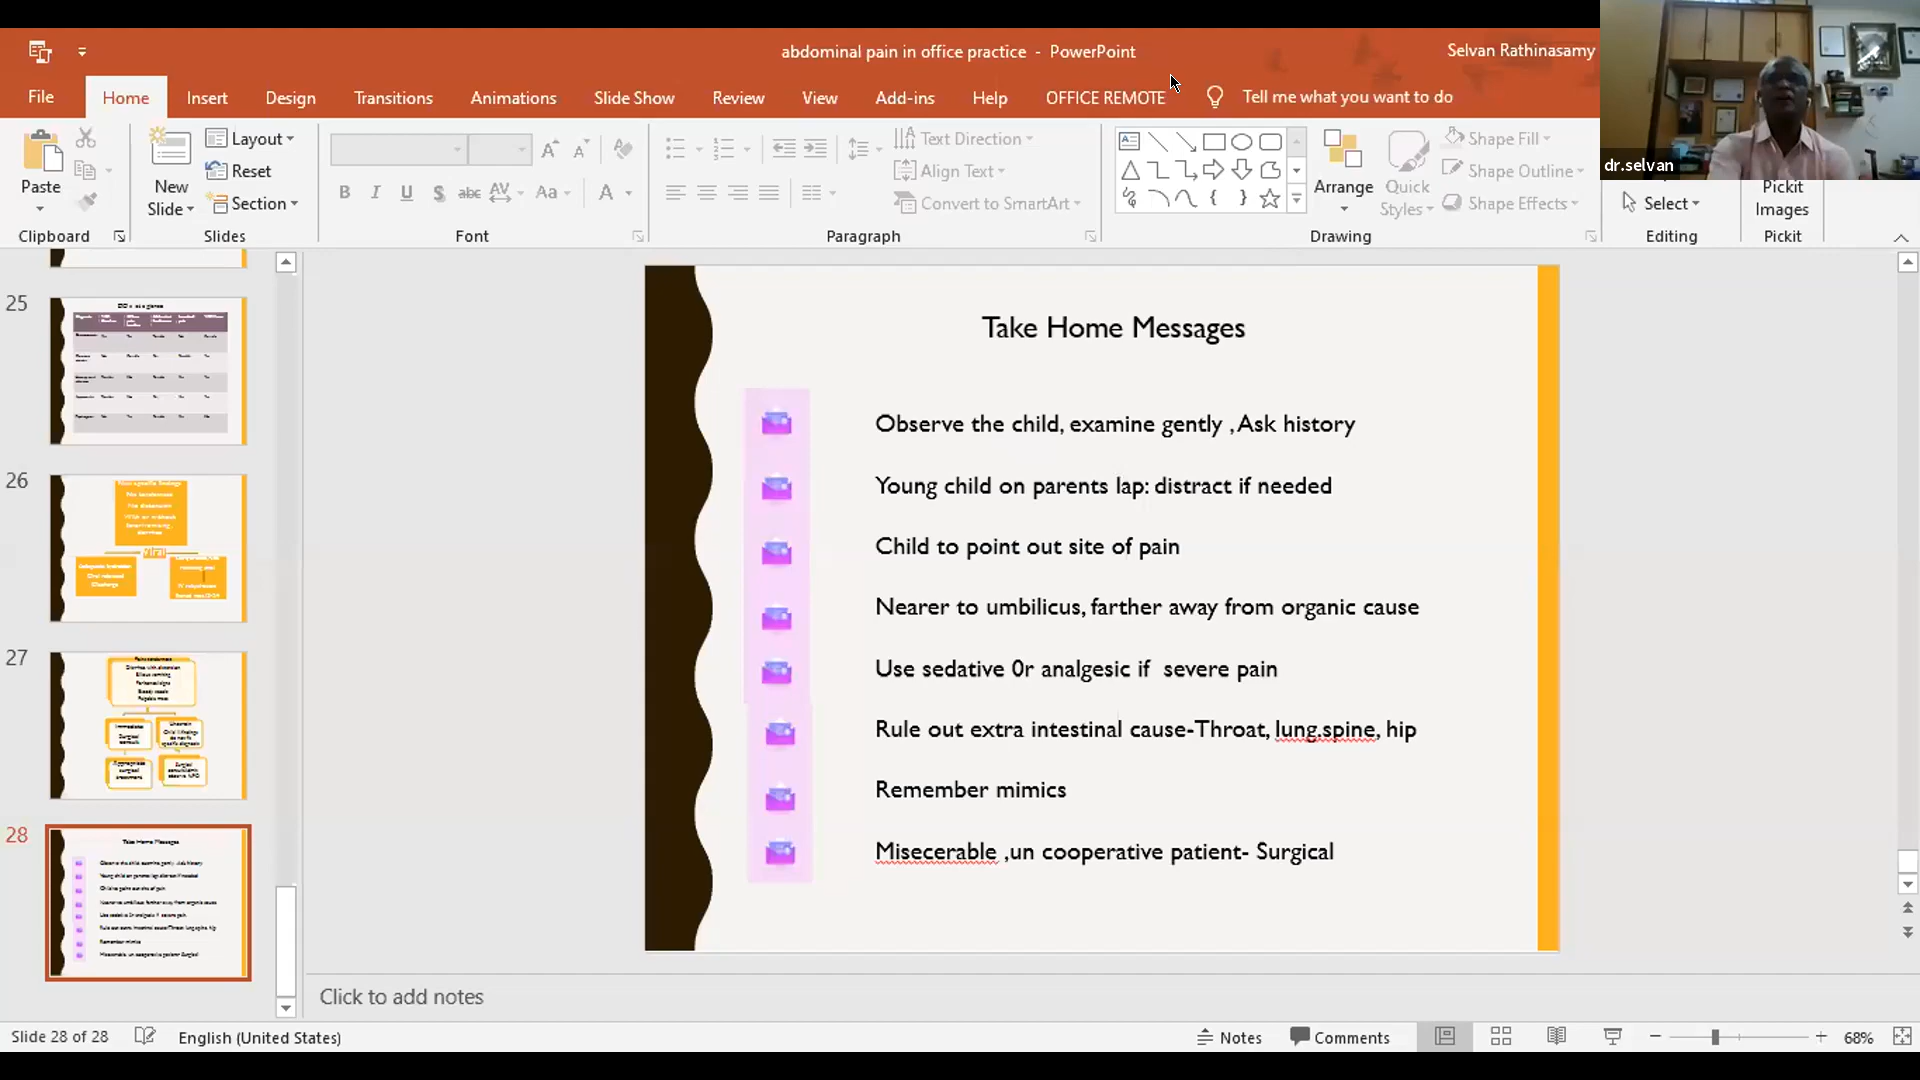 abdominal pain in office practice - PowerPoint
Selvan Rathinasamy
File Home Insert Design Transitions Animations Slide Show Review View Add-ins Help OFFICE REMOTE Tell me what you want to do
dr.selvan
Paste
New Slide
Layout
Reset
Section
Text Direction
Align Text
Convert to SmartArt
Arrange
Quick Styles
Shape Fill
Shape Outline
Shape Effects
Select
Pickit Images
Clipboard Slides Font Paragraph Drawing Editing Pickit
25
26
27
28
Take Home Messages
Observe the child, examine gently ,Ask history
Young child on parents lap: distract if needed
Child to point out site of pain
Nearer to umbilicus, farther away from organic cause
Use sedative 0r analgesic if severe pain
Rule out extra intestinal cause-Throat, lung.spine, hip
Remember mimics
Misecerable ,un cooperative patient- Surgical
Click to add notes
Slide 28 of 28 English (United States) Notes Comments 68%